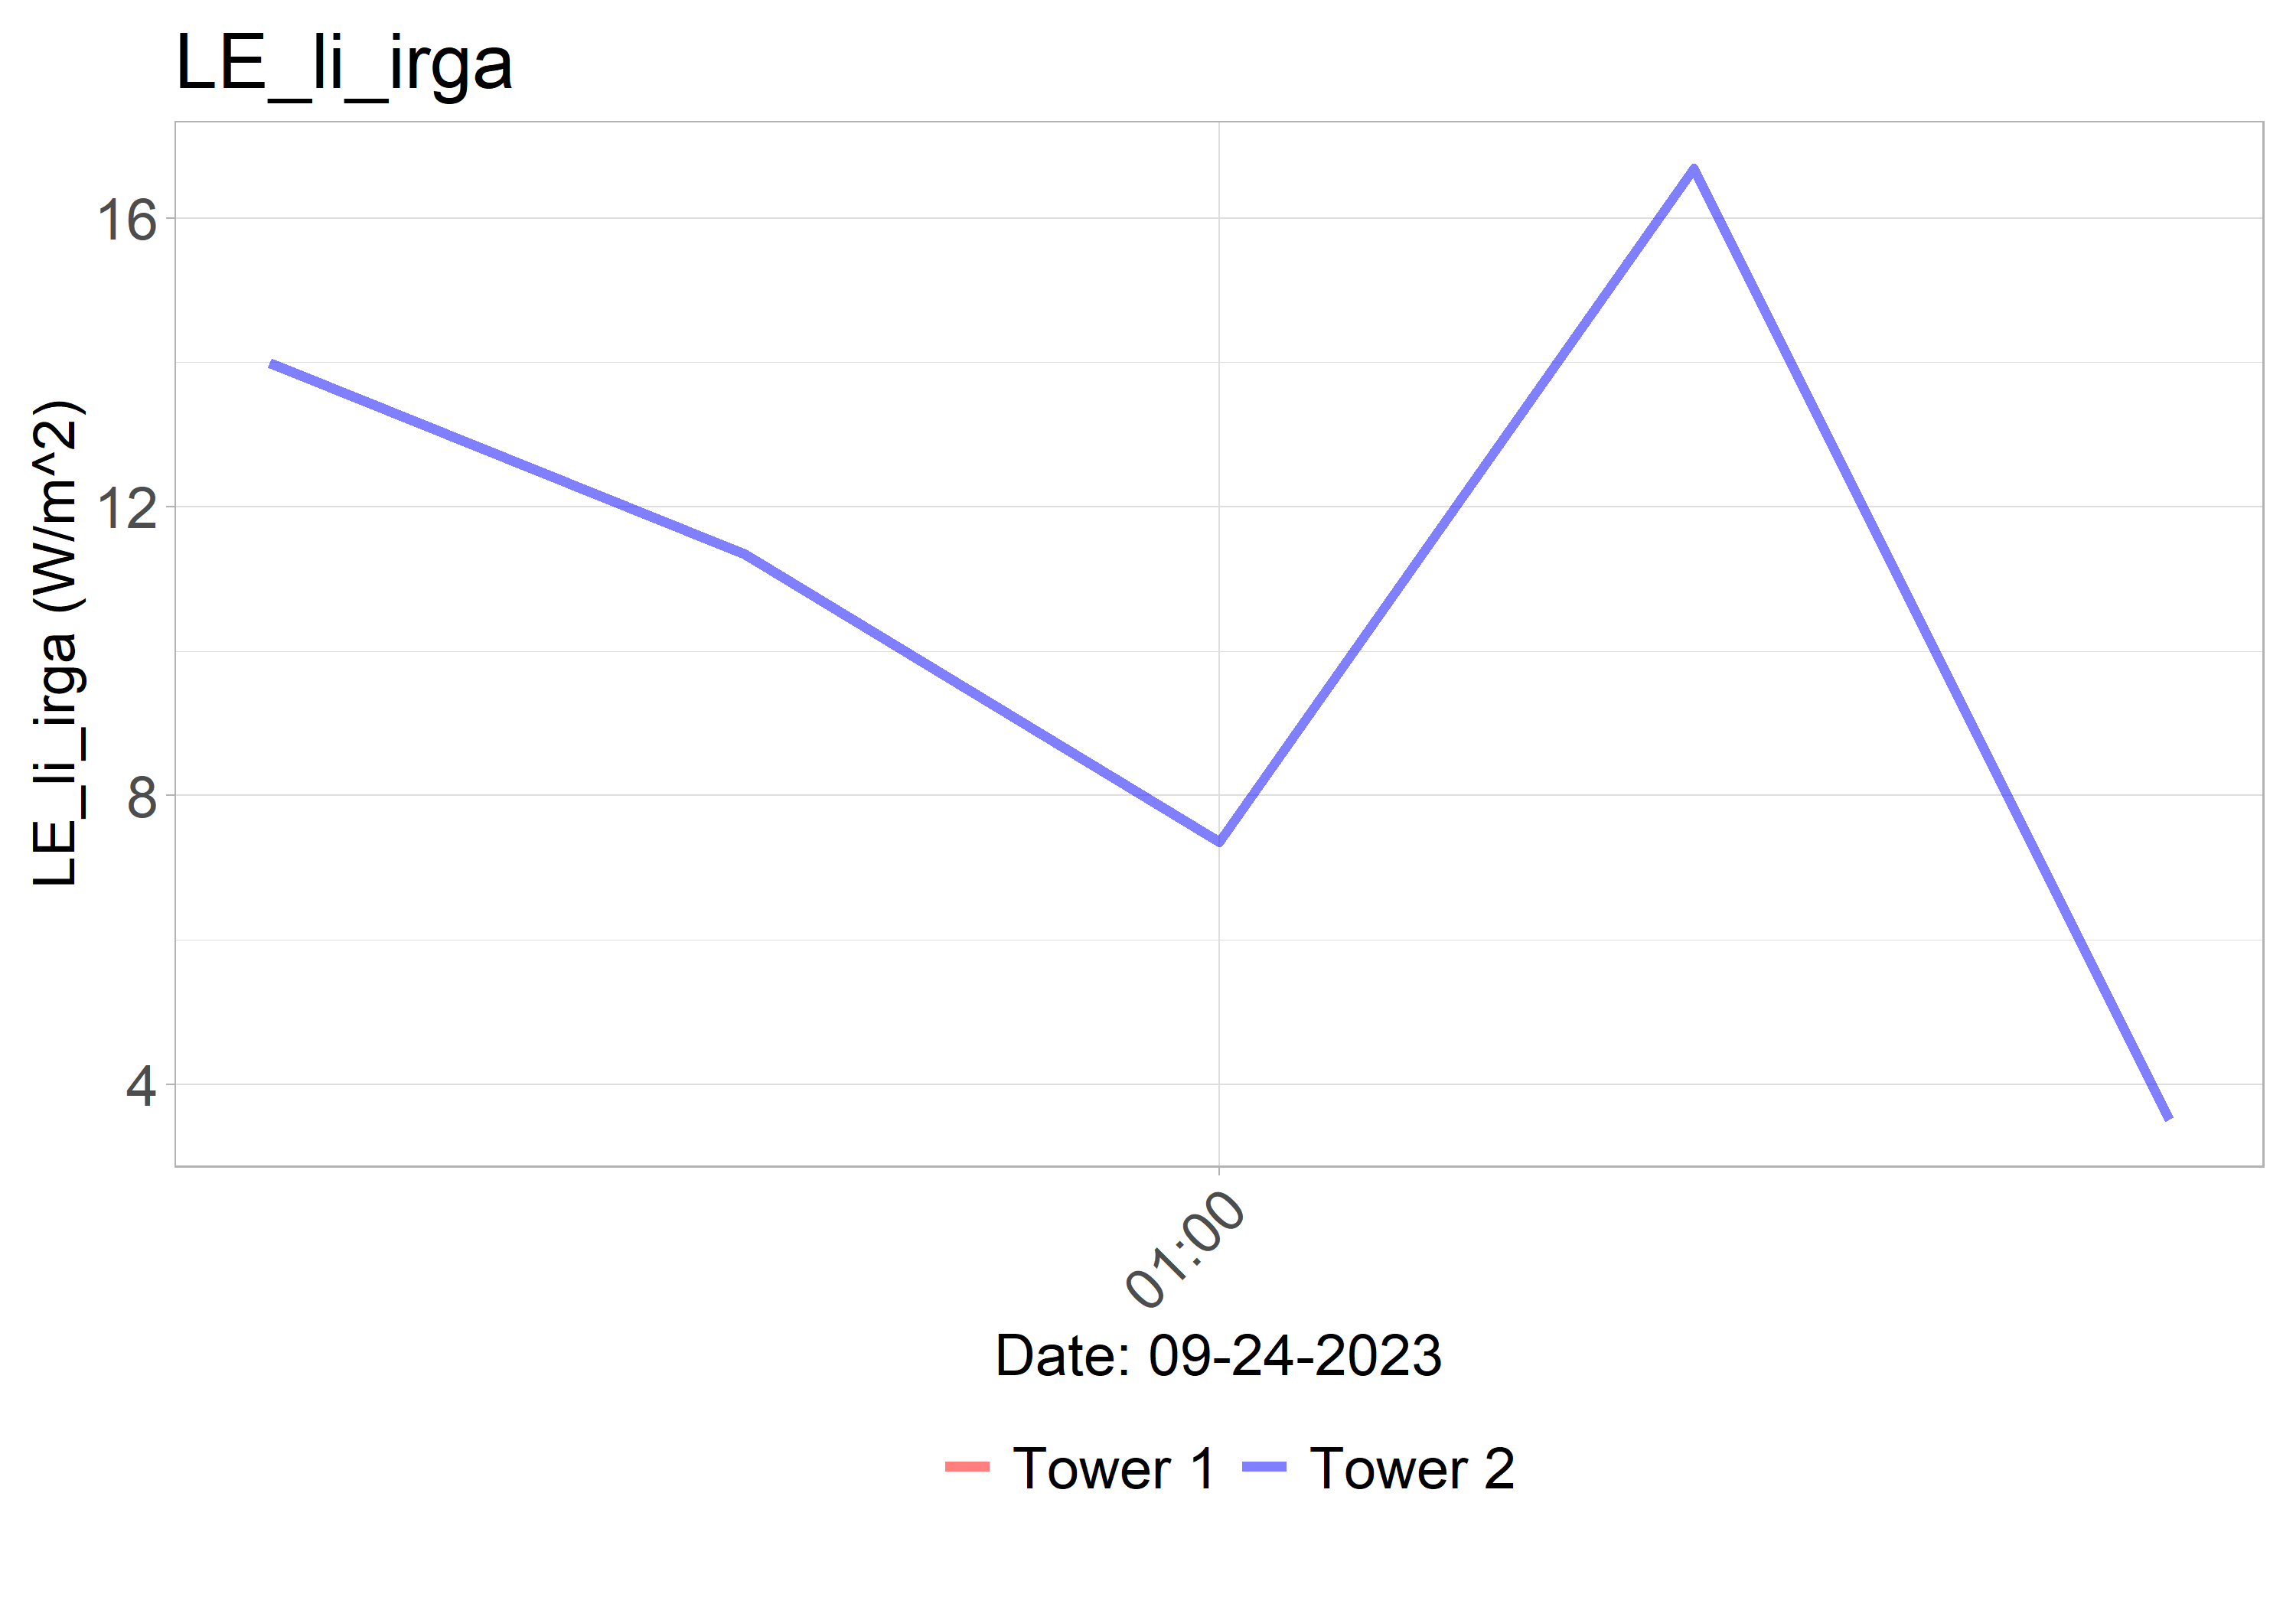 LE_li_irga
LE_li_irga (W/m^2)
16
12
8
4
01:00
Date: 09-24-2023
Tower 1 Tower 2